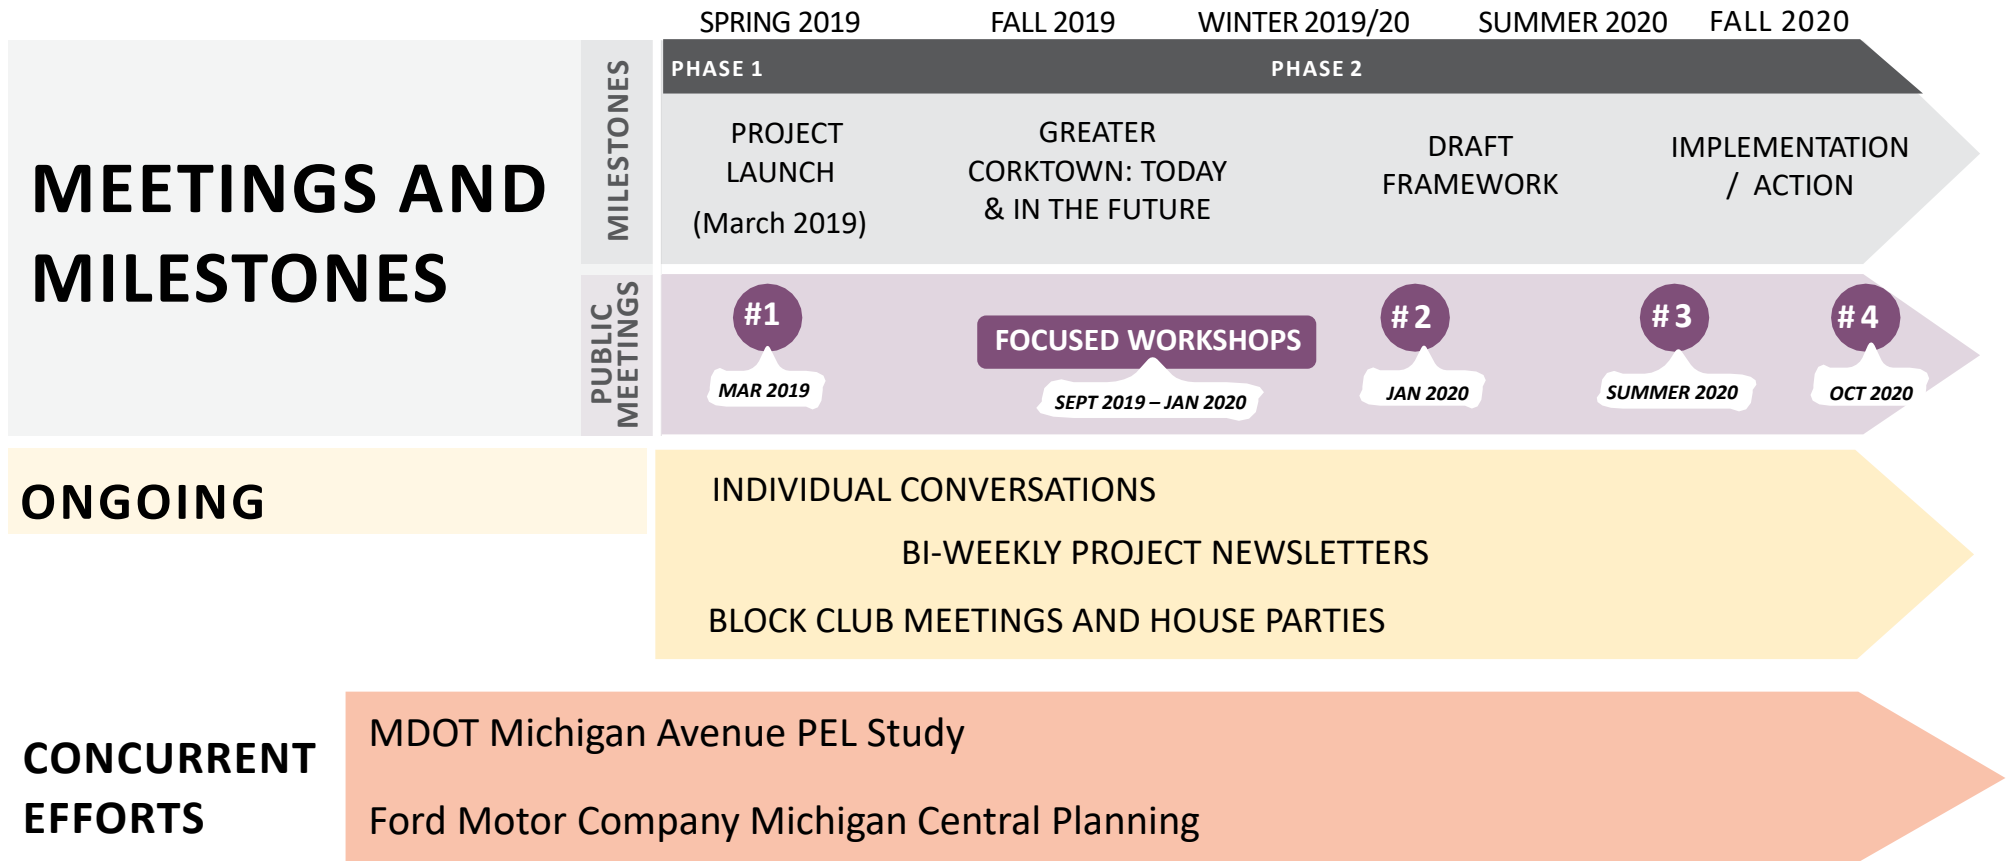 SPRING 2019 FALL 2019 WINTER 2019/20 SUMMER 2020 FALL 2020
PHASE 1 PHASE 2
MEETINGS AND
MILESTONES
MILESTONES
PROJECT
LAUNCH
(March 2019)
GREATER
CORKTOWN: TODAY
& IN THE FUTURE
DRAFT
FRAMEWORK
IMPLEMENTATION
/ ACTION
PUBLIC
MEETINGS
#1
MAR 2019
FOCUSED WORKSHOPS
SEPT 2019 – JAN 2020
#2
JAN 2020
#3
SUMMER 2020
#4
OCT 2020
ONGOING
INDIVIDUAL CONVERSATIONS
BI-WEEKLY PROJECT NEWSLETTERS
BLOCK CLUB MEETINGS AND HOUSE PARTIES
CONCURRENT
EFFORTS
MDOT Michigan Avenue PEL Study
Ford Motor Company Michigan Central Planning